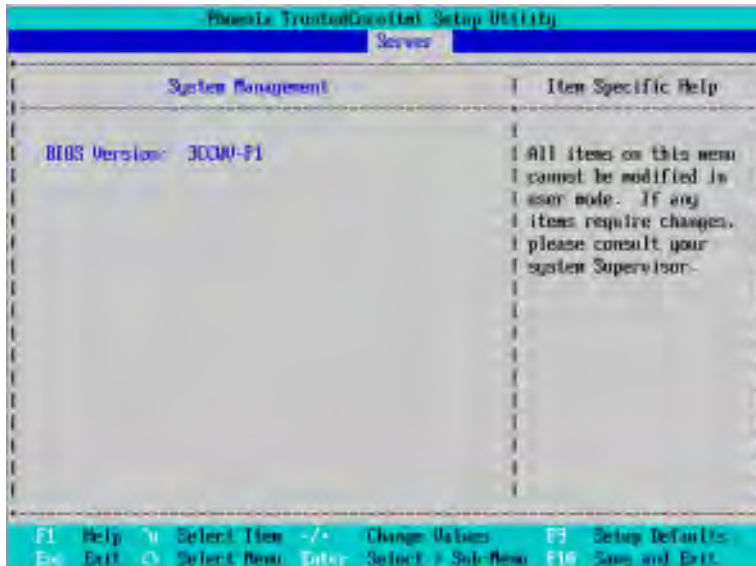 Phoenix TrustedCore(tm) Setup Utility
Server
System Management
Item Specific Help
BIOS Version:
All items on this menu
cannot be modified in
user mode. If any
items require changes,
please consult your
system Supervisor.
F1 Help Select Item -/+ Change Values F9 Setup Defaults
Esc Exit Select Menu Enter Select > Sub-Menu F10 Save and Exit